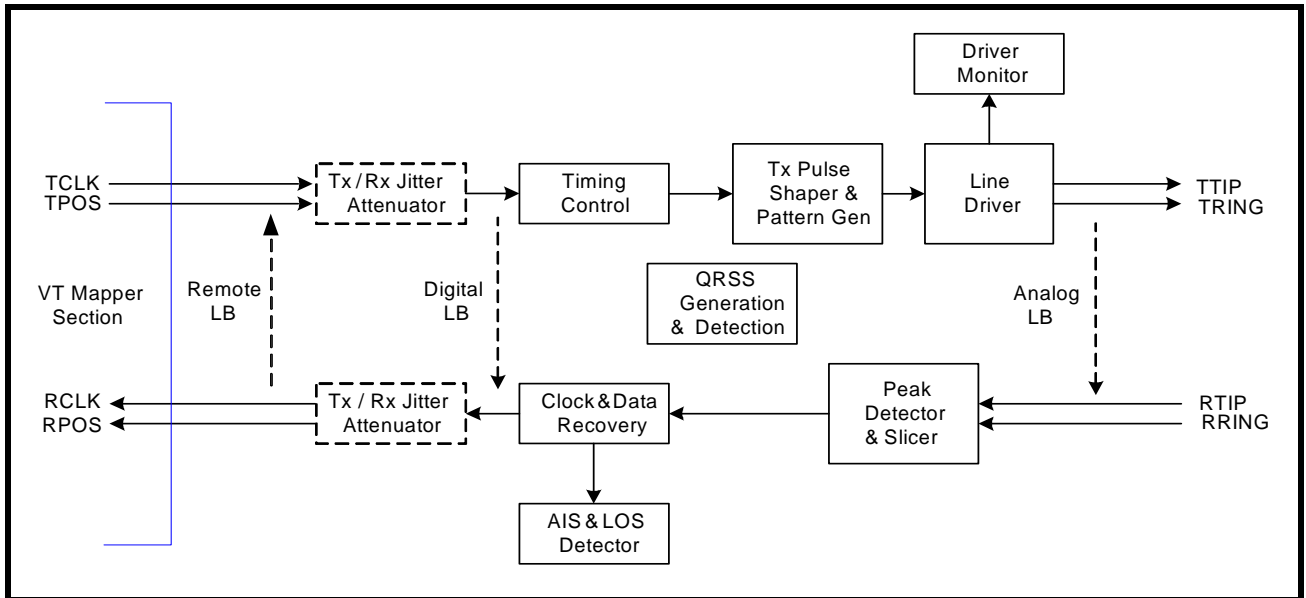 Driver
Monitor
TCLK
TPOS
Tx / Rx Jitter
Attenuator
Timing
Control
Tx Pulse
Shaper &
Pattern Gen
Line
Driver
TTIP
TRING
VT Mapper
Section
Remote
LB
Digital
LB
QRSS
Generation
& Detection
Analog
LB
RCLK
RPOS
Tx / Rx Jitter
Attenuator
Clock & Data
Recovery
Peak
Detector
& Slicer
RTIP
RRING
AIS & LOS
Detector